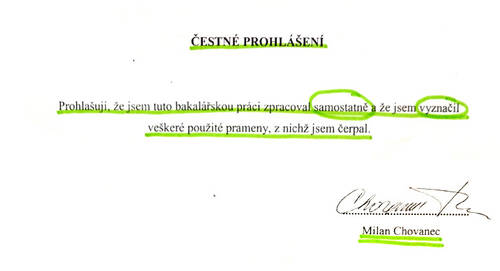 ČESTNÉ PROHLÁŠENÍ
Prohlašuji, že jsem tuto bakalářskou práci zpracoval samostatně a že jsem vyznačil
veškeré použité prameny, z nichž jsem čerpal.
Milan Chovanec